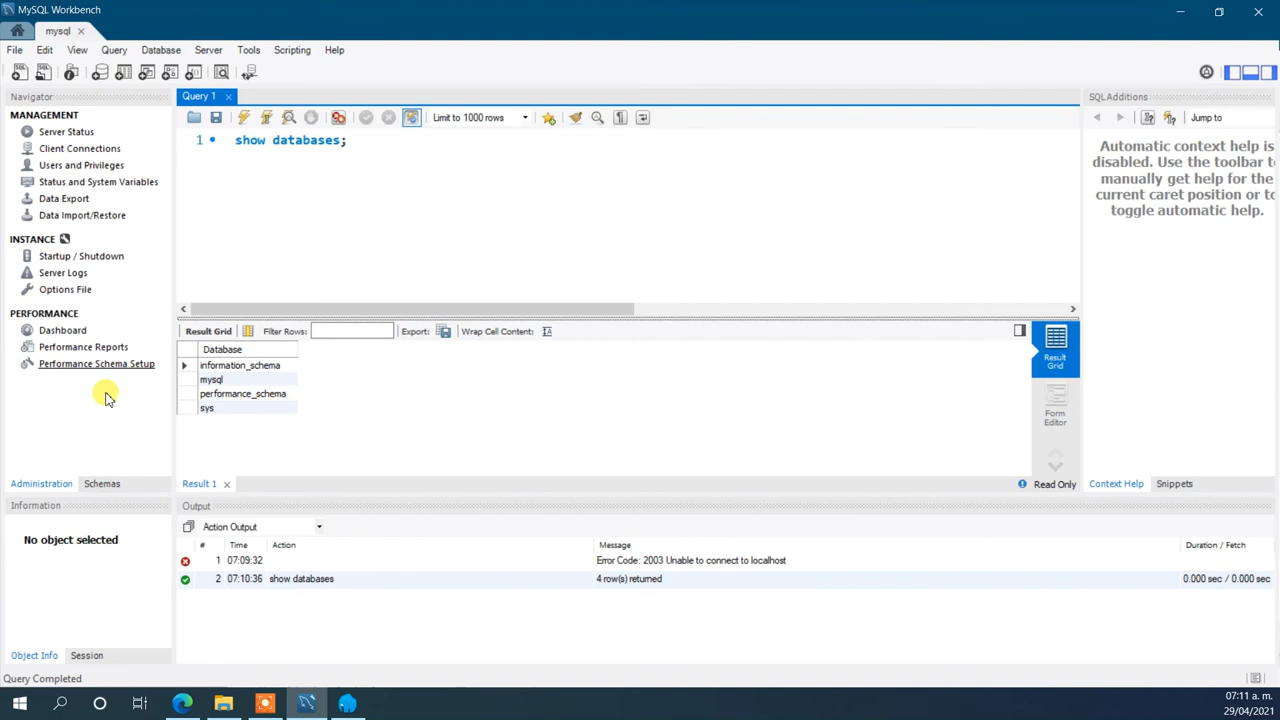 MySQL Workbench
mysql
File Edit View Query Database Server Tools Scripting Help
Navigator
MANAGEMENT
Server Status
Client Connections
Users and Privileges
Status and System Variables
Data Export
Data Import/Restore
INSTANCE
Startup / Shutdown
Server Logs
Options File
PERFORMANCE
Dashboard
Performance Reports
Performance Schema Setup
Administration Schemas
Information
No object selected
Object Info Session
Query 1
Limit to 1000 rows
1 show databases;
Result Grid Filter Rows: Export: Wrap Cell Content:
Database
information_schema
mysql
performance_schema
sys
Result Grid
Form Editor
Result 1 Read Only
SQLAdditions
Jump to
Automatic context help is
disabled. Use the toolbar to
manually get help for the
current caret position or to
toggle automatic help.
Context Help Snippets
Output
Action Output
# Time Action Message Duration / Fetch
1 07:09:32 Error Code: 2003 Unable to connect to localhost
2 07:10:36 show databases 4 row(s) returned 0.000 sec / 0.000 sec
Query Completed
07:11 a. m.
29/04/2021